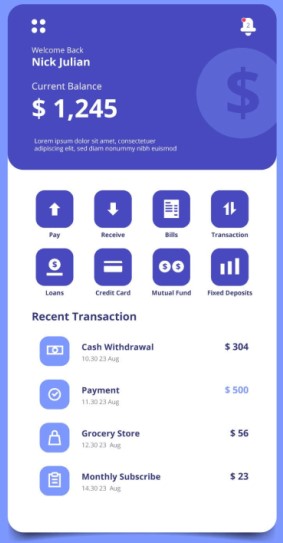 Welcome Back
Nick Julian
Current Balance
$ 1,245
Lorem ipsum dolor sit amet, consectetuer
adipiscing elit, sed diam nonummy nibh euismod
$
Pay
Receive
Bills
Transaction
Loans
Credit Card
Mutual Fund
Fixed Deposits
Recent Transaction
Cash Withdrawal
$ 304
10.30 23 Aug
Payment
$ 500
11.30 23 Aug
Grocery Store
$ 56
12.30 23 Aug
Monthly Subscribe
$ 23
14.30 23 Aug